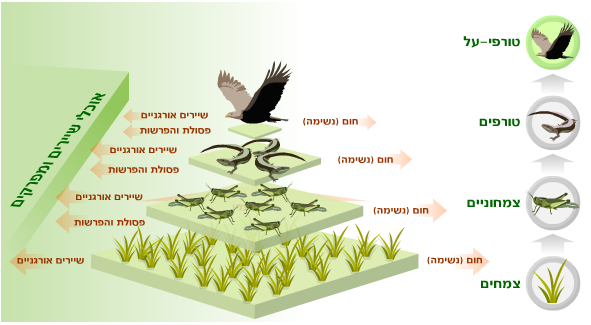 טורפי-על
שיירים אורגניים
פסולת והפרשות
חום (נשימה)
טורפים
אוכלי שיירים ומפרקים
שיירים אורגניים
פסולת והפרשות
חום (נשימה)
שיירים אורגניים
פסולת והפרשות
חום (נשימה)
צמחוניים
שיירים אורגניים
חום (נשימה)
צמחים